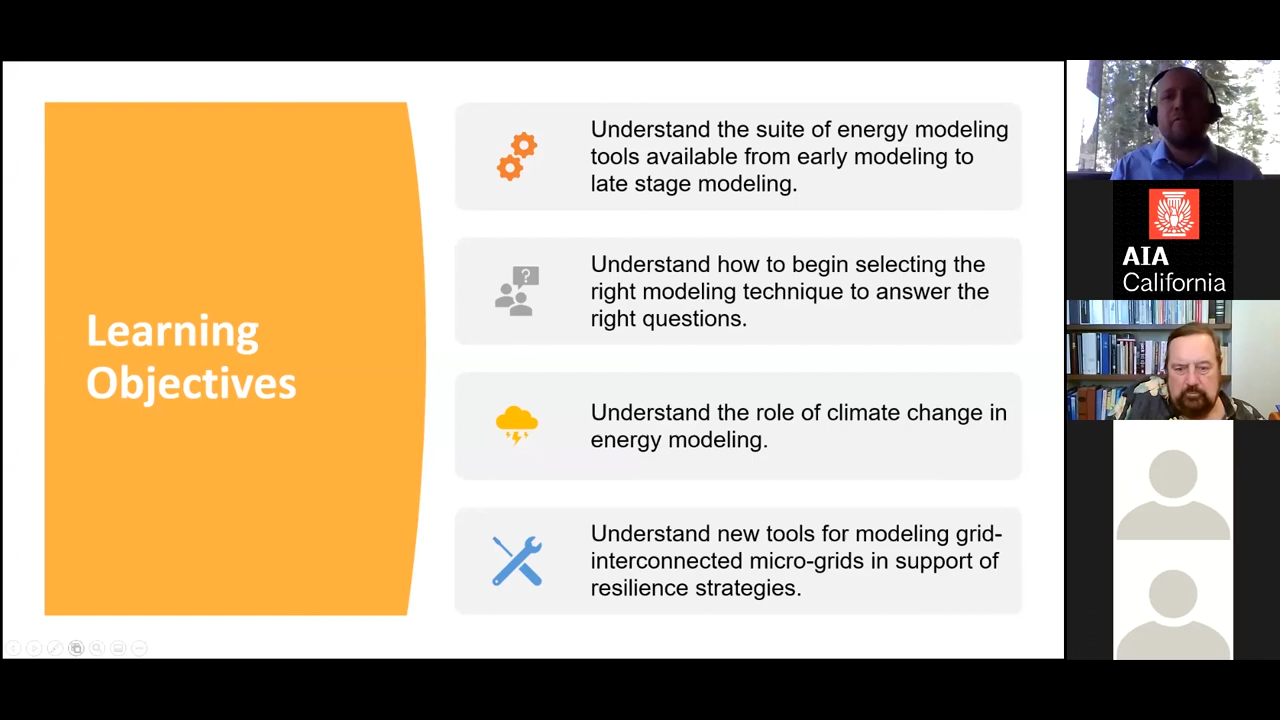 Learning
Objectives
Understand the suite of energy modeling
tools available from early modeling to
late stage modeling.
?
Understand how to begin selecting the
right modeling technique to answer the
right questions.
Understand the role of climate change in
energy modeling.
Understand new tools for modeling grid-
interconnected micro-grids in support of
resilience strategies.
AIA
California